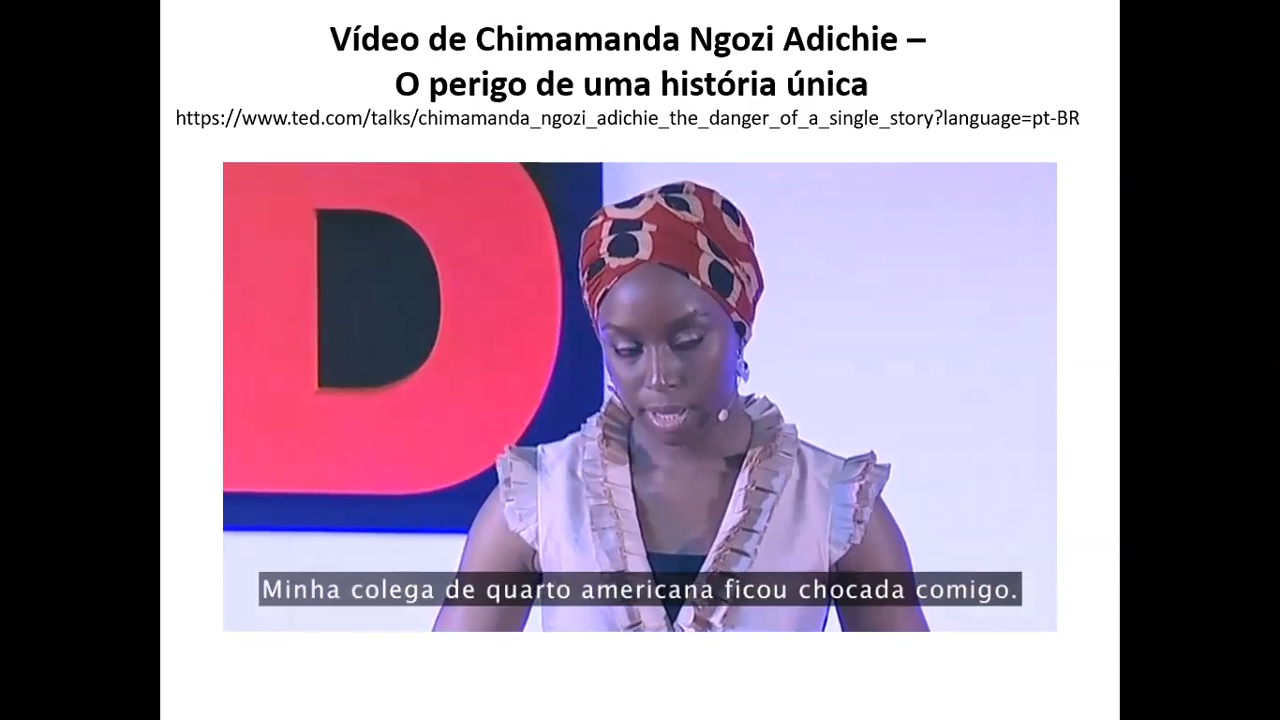 Vídeo de Chimamanda Ngozi Adichie –
O perigo de uma história única
https://www.ted.com/talks/chimamanda_ngozi_adichie_the_danger_of_a_single_story?language=pt-BR
D
Minha colega de quarto americana ficou chocada comigo.